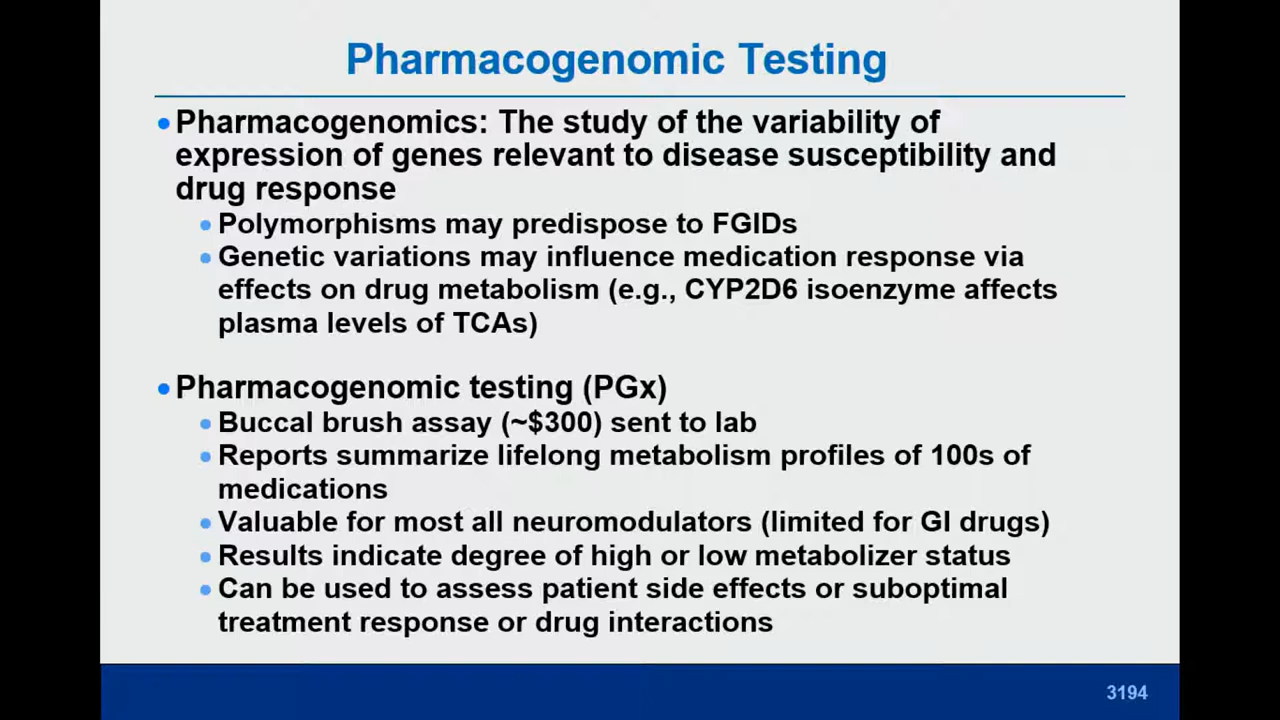 Pharmacogenomic Testing
• Pharmacogenomics: The study of the variability of
expression of genes relevant to disease susceptibility and
drug response
• Polymorphisms may predispose to FGIDs
• Genetic variations may influence medication response via
effects on drug metabolism (e.g., CYP2D6 isoenzyme affects
plasma levels of TCAs)
• Pharmacogenomic testing (PGx)
• Buccal brush assay (~$300) sent to lab
• Reports summarize lifelong metabolism profiles of 100s of
medications
• Valuable for most all neuromodulators (limited for GI drugs)
• Results indicate degree of high or low metabolizer status
• Can be used to assess patient side effects or suboptimal
treatment response or drug interactions
3194